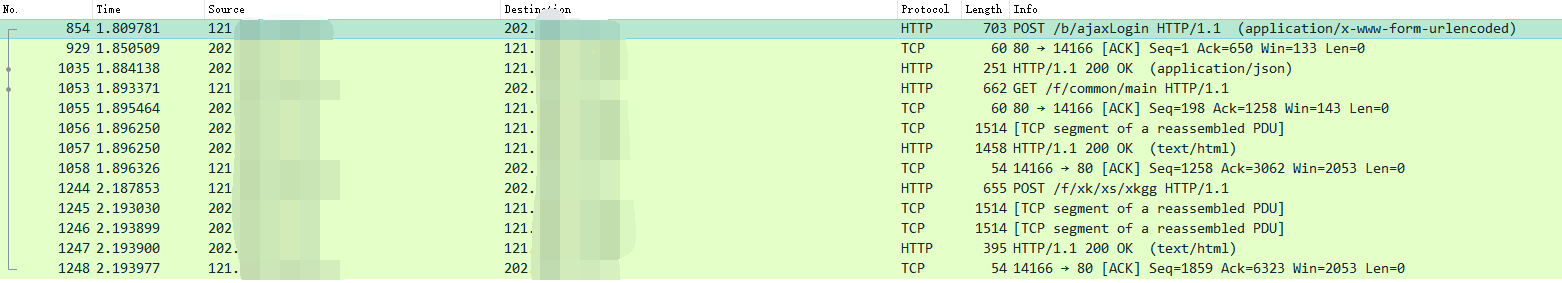 No. Time Source Destination Protocol Length Info
854 1.809781 121 202. HTTP 703 POST /b/ajaxLogin HTTP/1.1 (application/x-www-form-urlencoded)
929 1.850509 202 121. TCP 60 80 → 14166 [ACK] Seq=1 Ack=650 Win=133 Len=0
1035 1.884138 202 121. HTTP 251 HTTP/1.1 200 OK (application/json)
1053 1.893371 121 202. HTTP 662 GET /f/common/main HTTP/1.1
1055 1.895464 202 121. TCP 60 80 → 14166 [ACK] Seq=198 Ack=1258 Win=143 Len=0
1056 1.896250 202 121. TCP 1514 [TCP segment of a reassembled PDU]
1057 1.896250 202 121. HTTP 1458 HTTP/1.1 200 OK (text/html)
1058 1.896326 121 202. TCP 54 14166 → 80 [ACK] Seq=1258 Ack=3062 Win=2053 Len=0
1244 2.187853 121 202. HTTP 655 POST /f/xk/xs/xkgg HTTP/1.1
1245 2.193030 202 121. TCP 1514 [TCP segment of a reassembled PDU]
1246 2.193899 202 121. TCP 1514 [TCP segment of a reassembled PDU]
1247 2.193900 202. 121. HTTP 395 HTTP/1.1 200 OK (text/html)
1248 2.193977 121. 202 TCP 54 14166 → 80 [ACK] Seq=1859 Ack=6323 Win=2053 Len=0